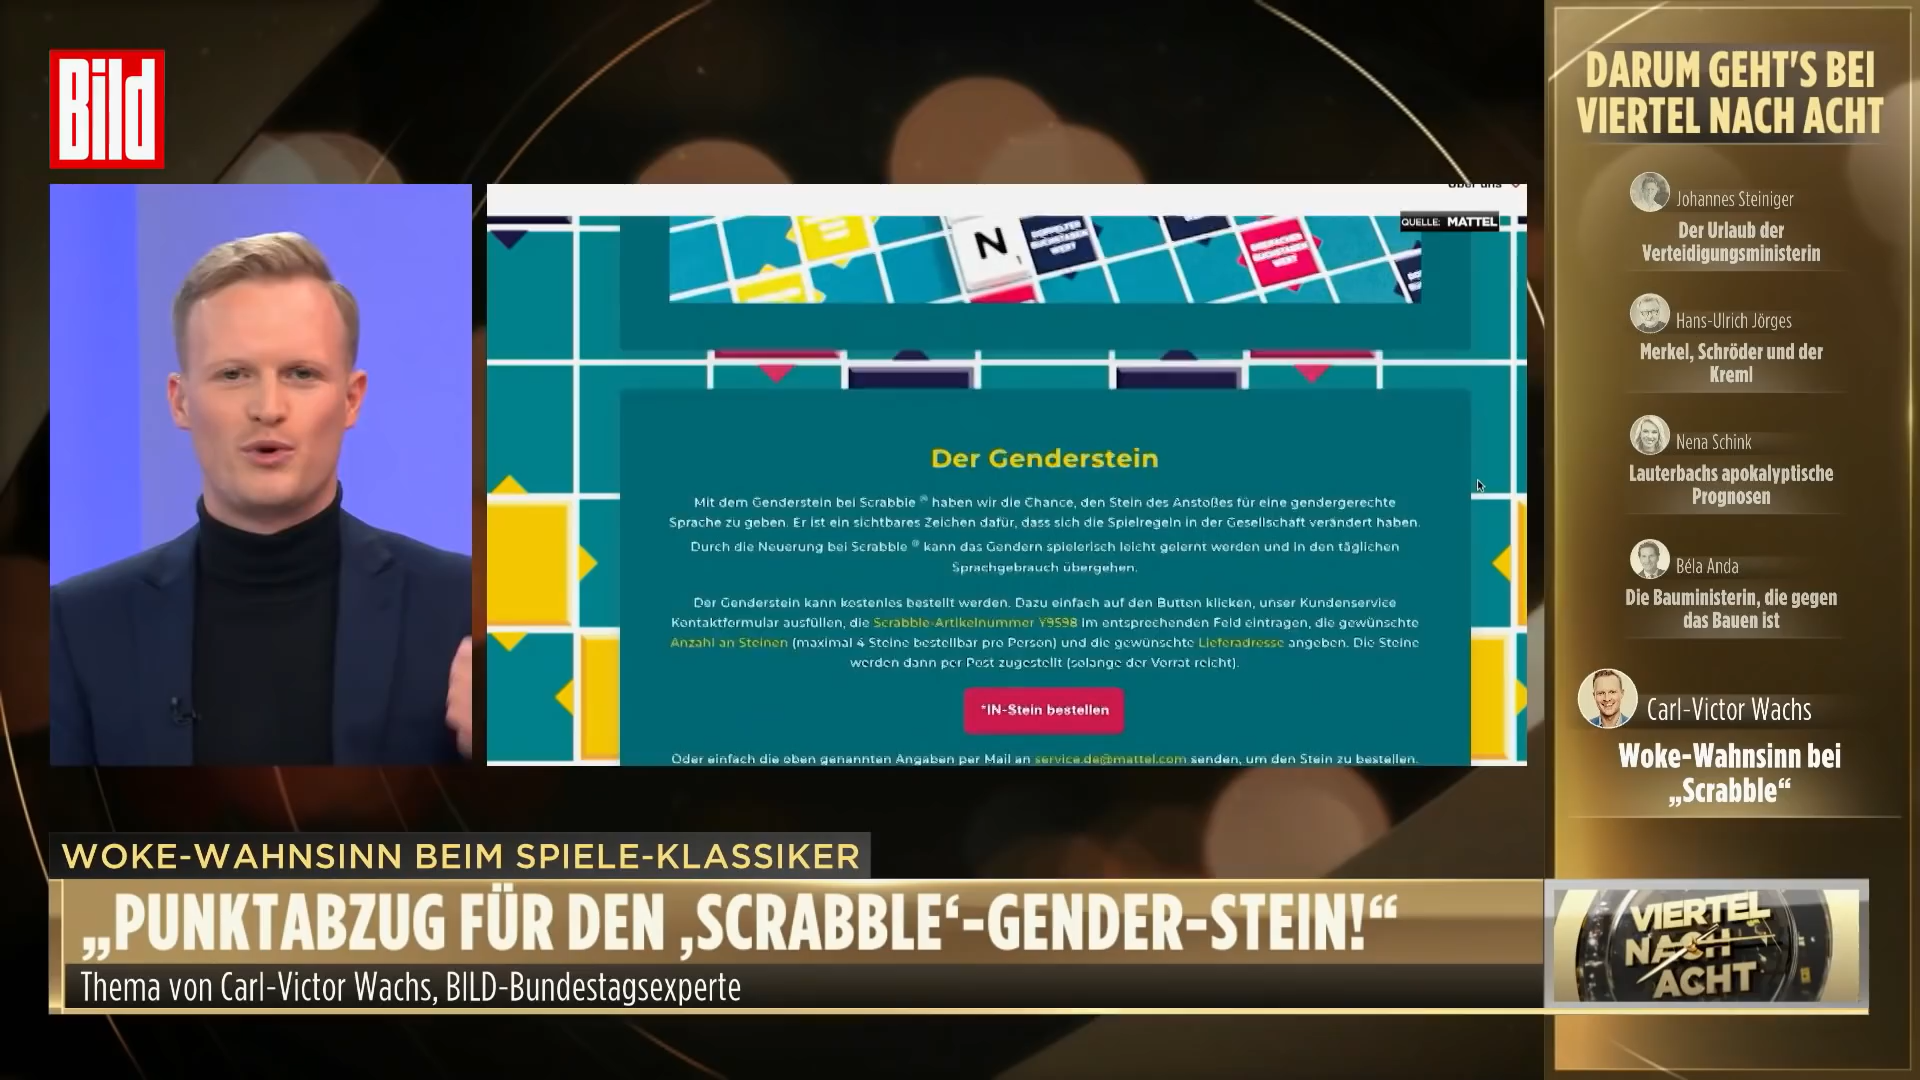 Bild
Über uns
QUELLE: MATTEL
N
DOPPELTER
BUCHSTABEN
WERT
Der Genderstein
Mit dem Genderstein bei Scrabble ® haben wir die Chance, den Stein des Anstoßes für eine gendergerechte
Sprache zu geben. Er ist ein sichtbares Zeichen dafür, dass sich die Spielregeln in der Gesellschaft verändert haben.
Durch die Neuerung bei Scrabble ® kann das Gendern spielerisch leicht gelernt werden und in den täglichen
Sprachgebrauch übergehen.
Der Genderstein kann kostenlos bestellt werden. Dazu einfach auf den Button klicken, unser Kundenservice
Kontaktformular ausfüllen, die Scrabble-Artikelnummer Y9598 im entsprechenden Feld eintragen, die gewünschte
Anzahl an Steinen (maximal 4 Steine bestellbar pro Person) und die gewünschte Lieferadresse angeben. Die Steine
werden dann per Post zugestellt (solange der Vorrat reicht).
*IN-Stein bestellen
Oder einfach die oben genannten Angaben per Mail an service.de@mattel.com senden, um den Stein zu bestellen.
WOKE-WAHNSINN BEIM SPIELE-KLASSIKER
„PUNKTABZUG FÜR DEN ‚SCRABBLE‘-GENDER-STEIN!“
Thema von Carl-Victor Wachs, BILD-Bundestagsexperte
DARUM GEHT'S BEI
VIERTEL NACH ACHT
Johannes Steiniger
Der Urlaub der
Verteidigungsministerin
Hans-Ulrich Jörges
Merkel, Schröder und der
Kreml
Nena Schink
Lauterbachs apokalyptische
Prognosen
Béla Anda
Die Bauministerin, die gegen
das Bauen ist
Carl-Victor Wachs
Woke-Wahnsinn bei
„Scrabble“
VIERTEL
NACH
ACHT